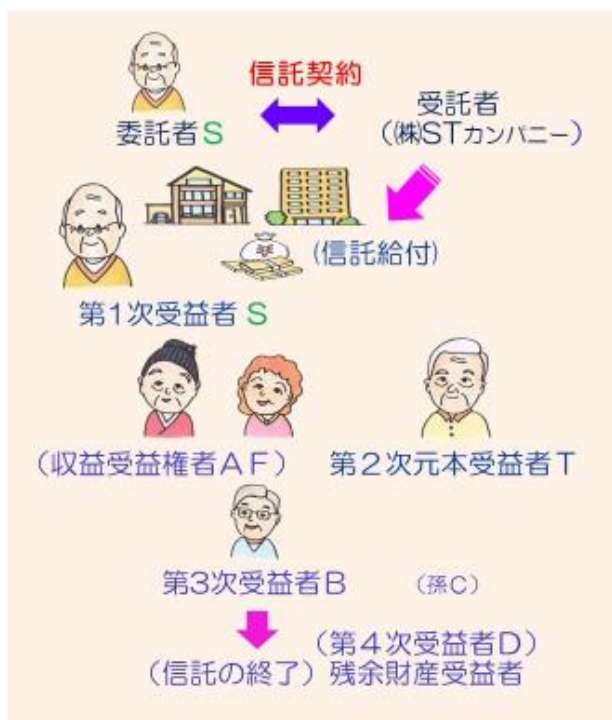 信託契約
委託者S
受託者
(㈱STカンパニー)
(信託給付)
第1次受益者 S
(収益受益権者AF)
第2次元本受益者T
第3次受益者B
(孫C)
(第4次受益者D)
(信託の終了)残余財産受益者